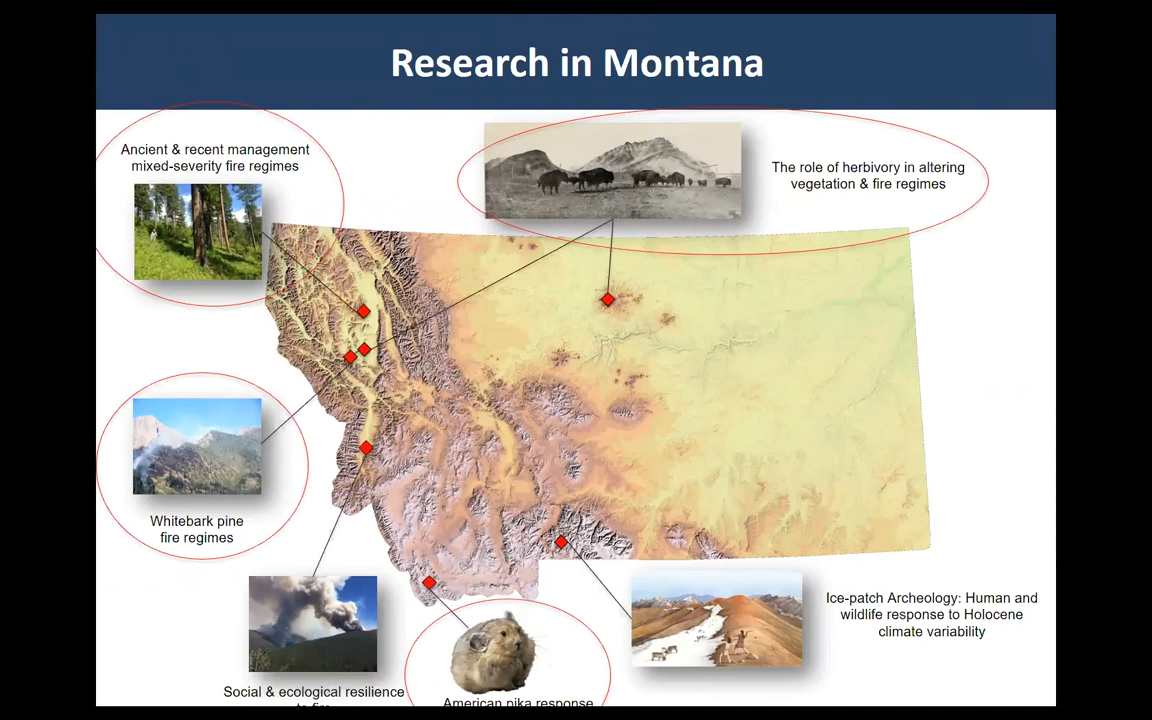 Research in Montana
Ancient & recent management
mixed-severity fire regimes
The role of herbivory in altering
vegetation & fire regimes
Whitebark pine
fire regimes
Ice-patch Archeology: Human and
wildlife response to Holocene
climate variability
Social & ecological resilience
to fire
American pika response